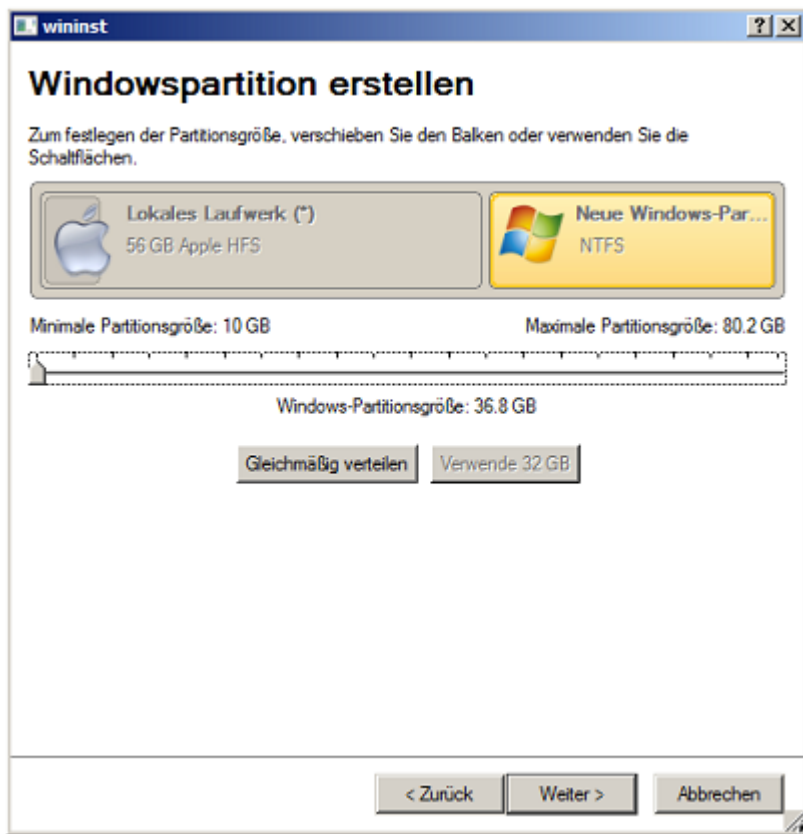 wininst
Windowspartition erstellen
Zum festlegen der Partitionsgröße, verschieben Sie den Balken oder verwenden Sie die
Schaltflächen.
Lokales Laufwerk (*)
56 GB Apple HFS
Neue Windows-Par...
NTFS
Minimale Partitionsgröße: 10 GB
Maximale Partitionsgröße: 80.2 GB
Windows-Partitionsgröße: 36.8 GB
Gleichmäßig verteilen
Verwende 32 GB
< Zurück
Weiter >
Abbrechen